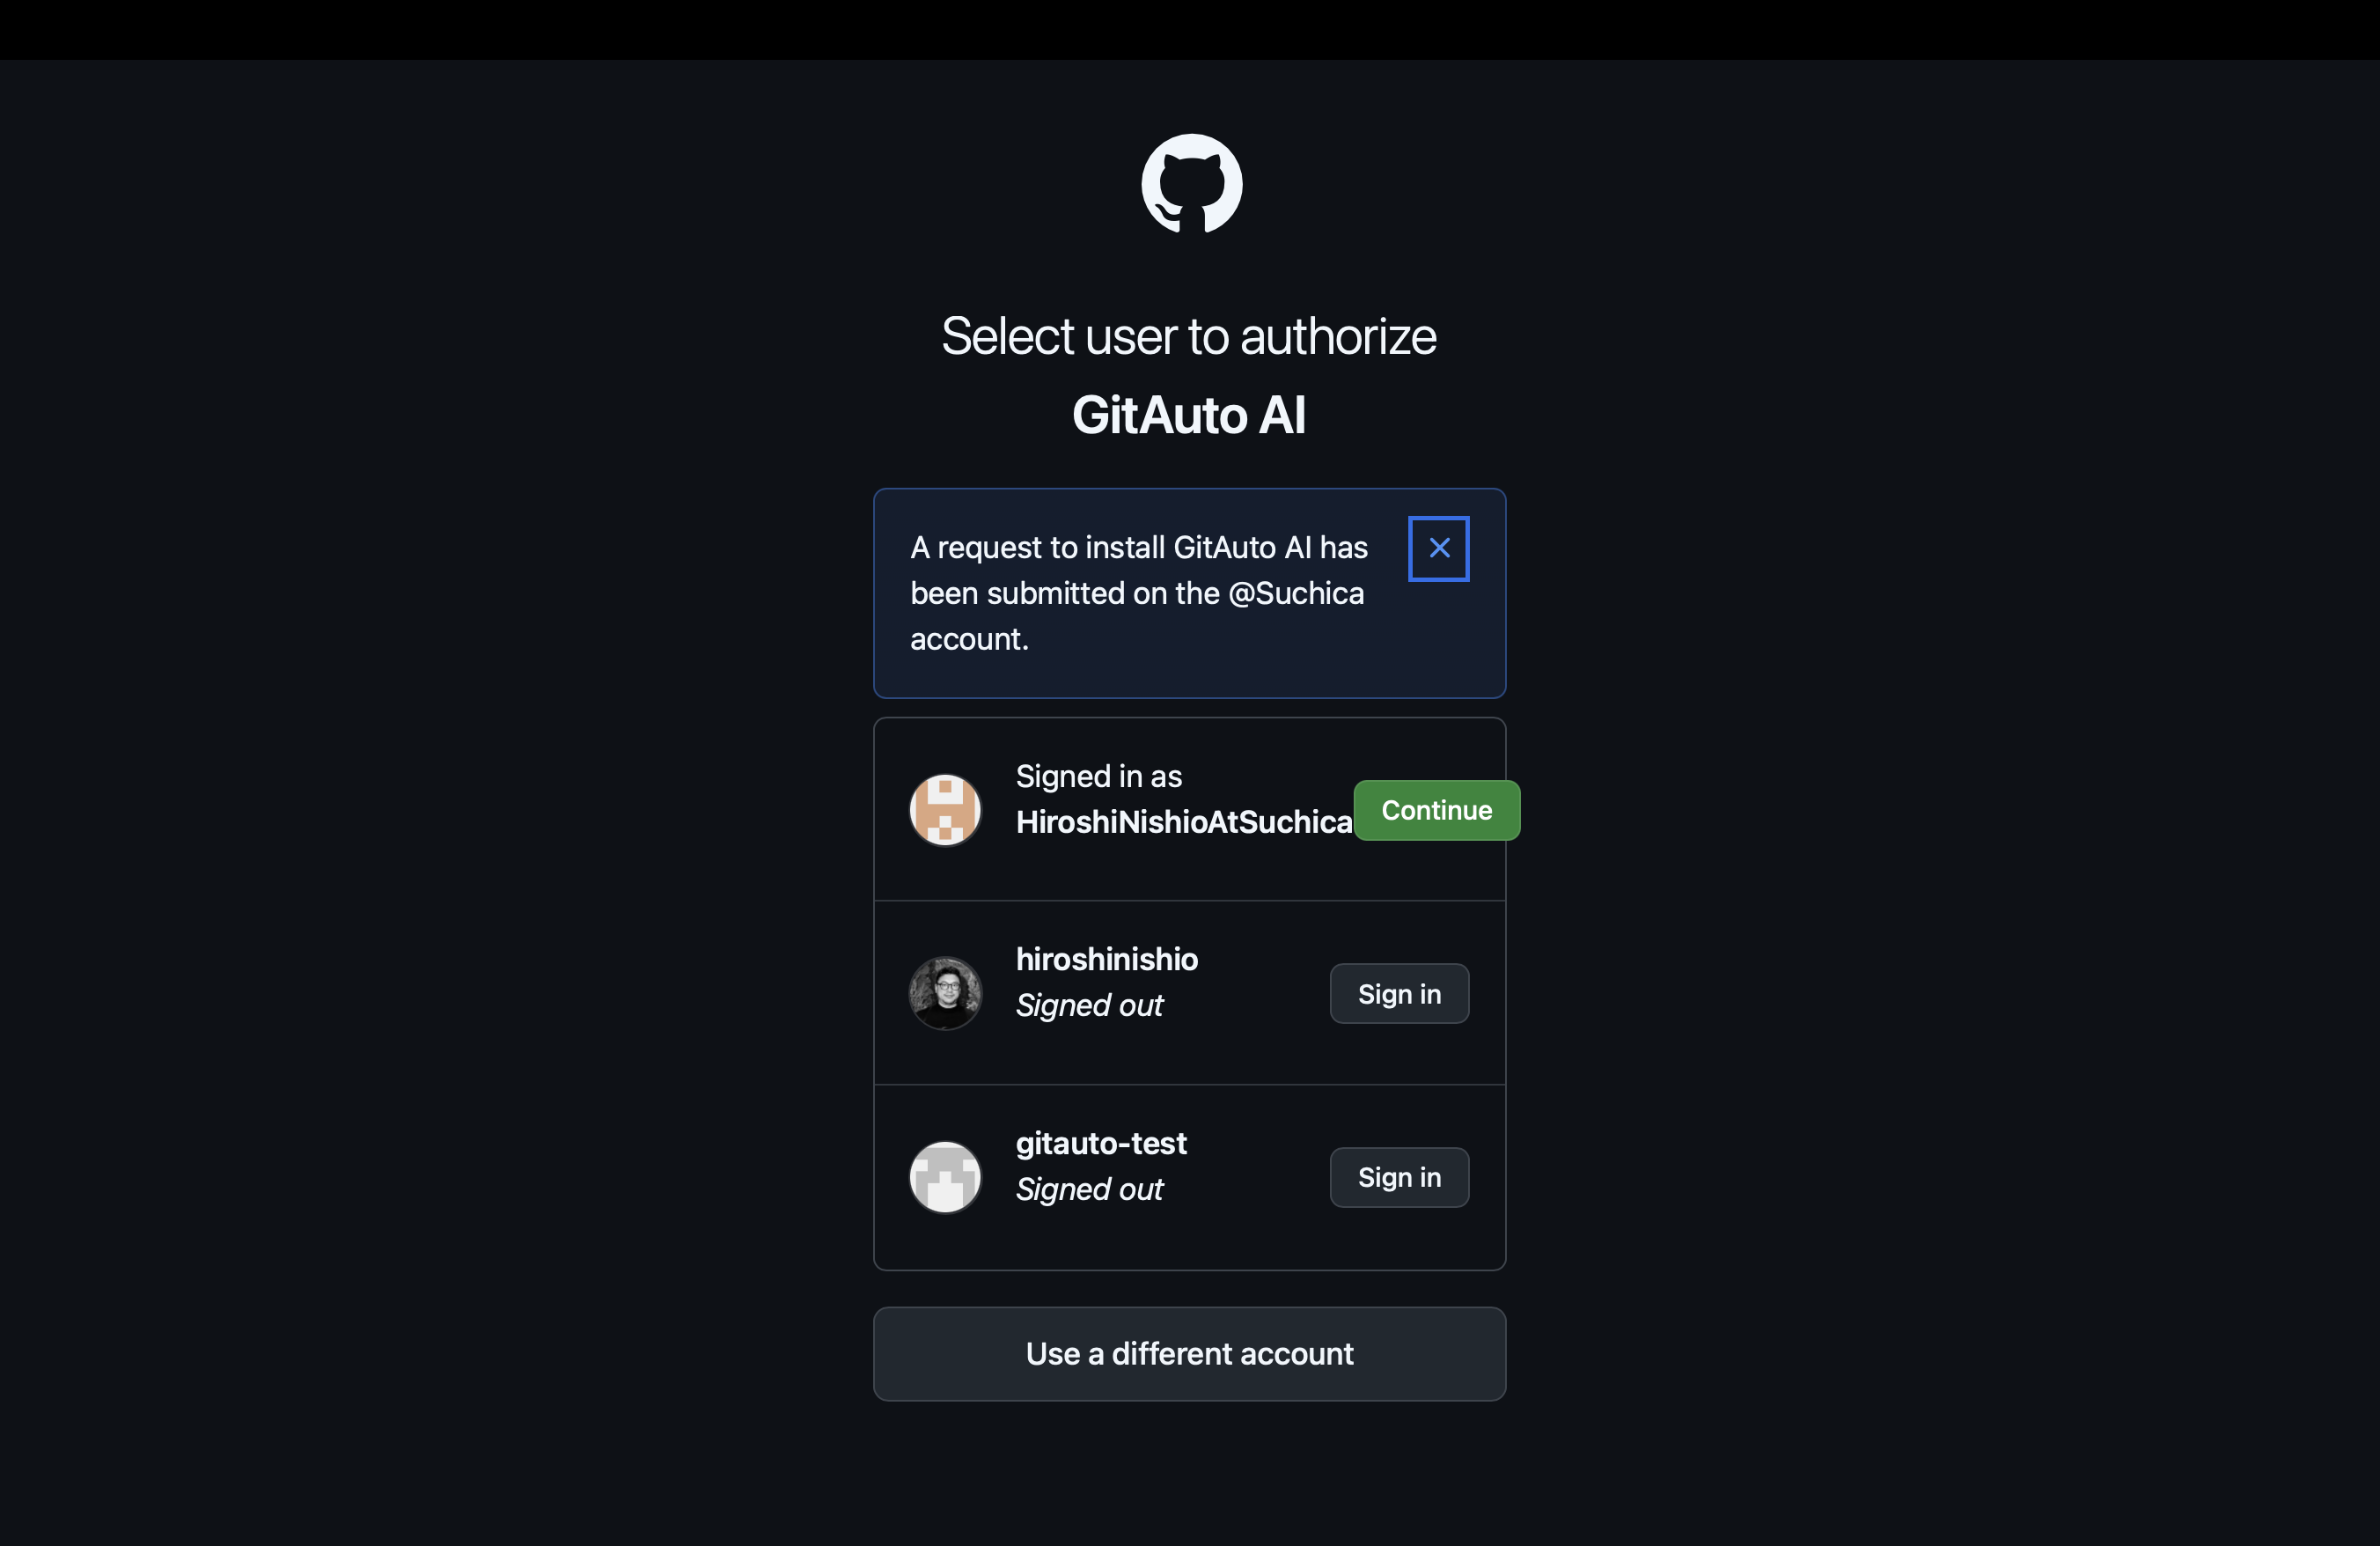 Select user to authorize
GitAuto AI
A request to install GitAuto AI has
been submitted on the @Suchica
account.
Signed in as
HiroshiNishioAtSuchica
Continue
hiroshinishio
Signed out
Sign in
gitauto-test
Signed out
Sign in
Use a different account